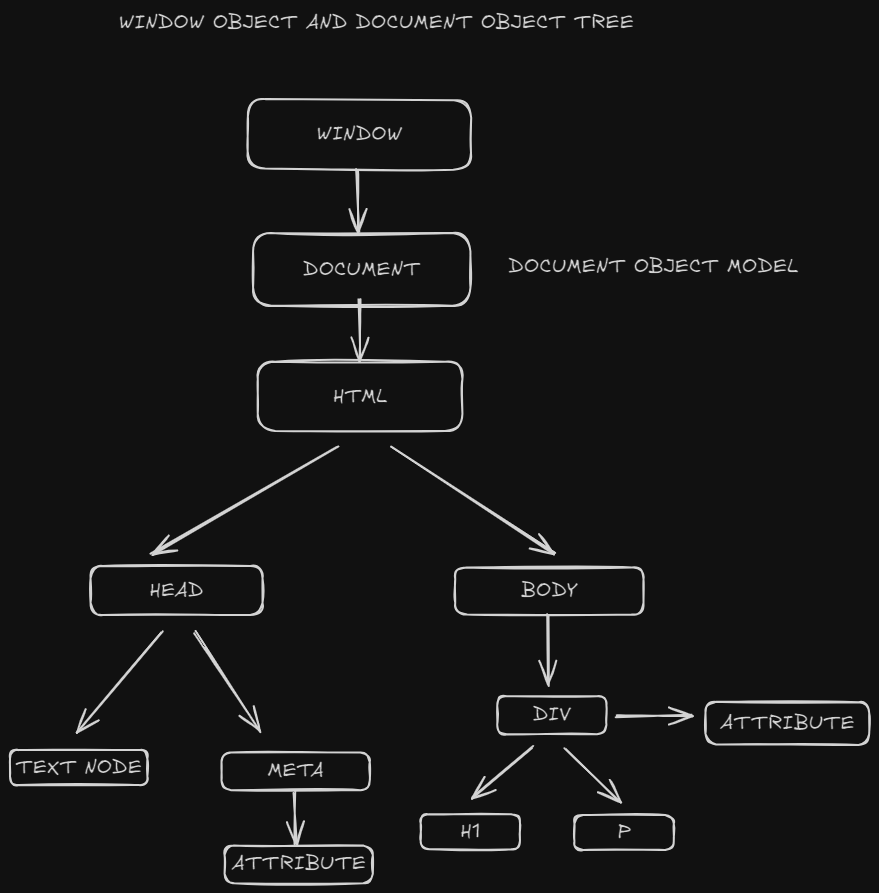 WINDOW OBJECT AND DOCUMENT OBJECT TREE
WINDOW
DOCUMENT
DOCUMENT OBJECT MODEL
HTML
HEAD
BODY
DIV
ATTRIBUTE
TEXT NODE
META
H1
P
ATTRIBUTE